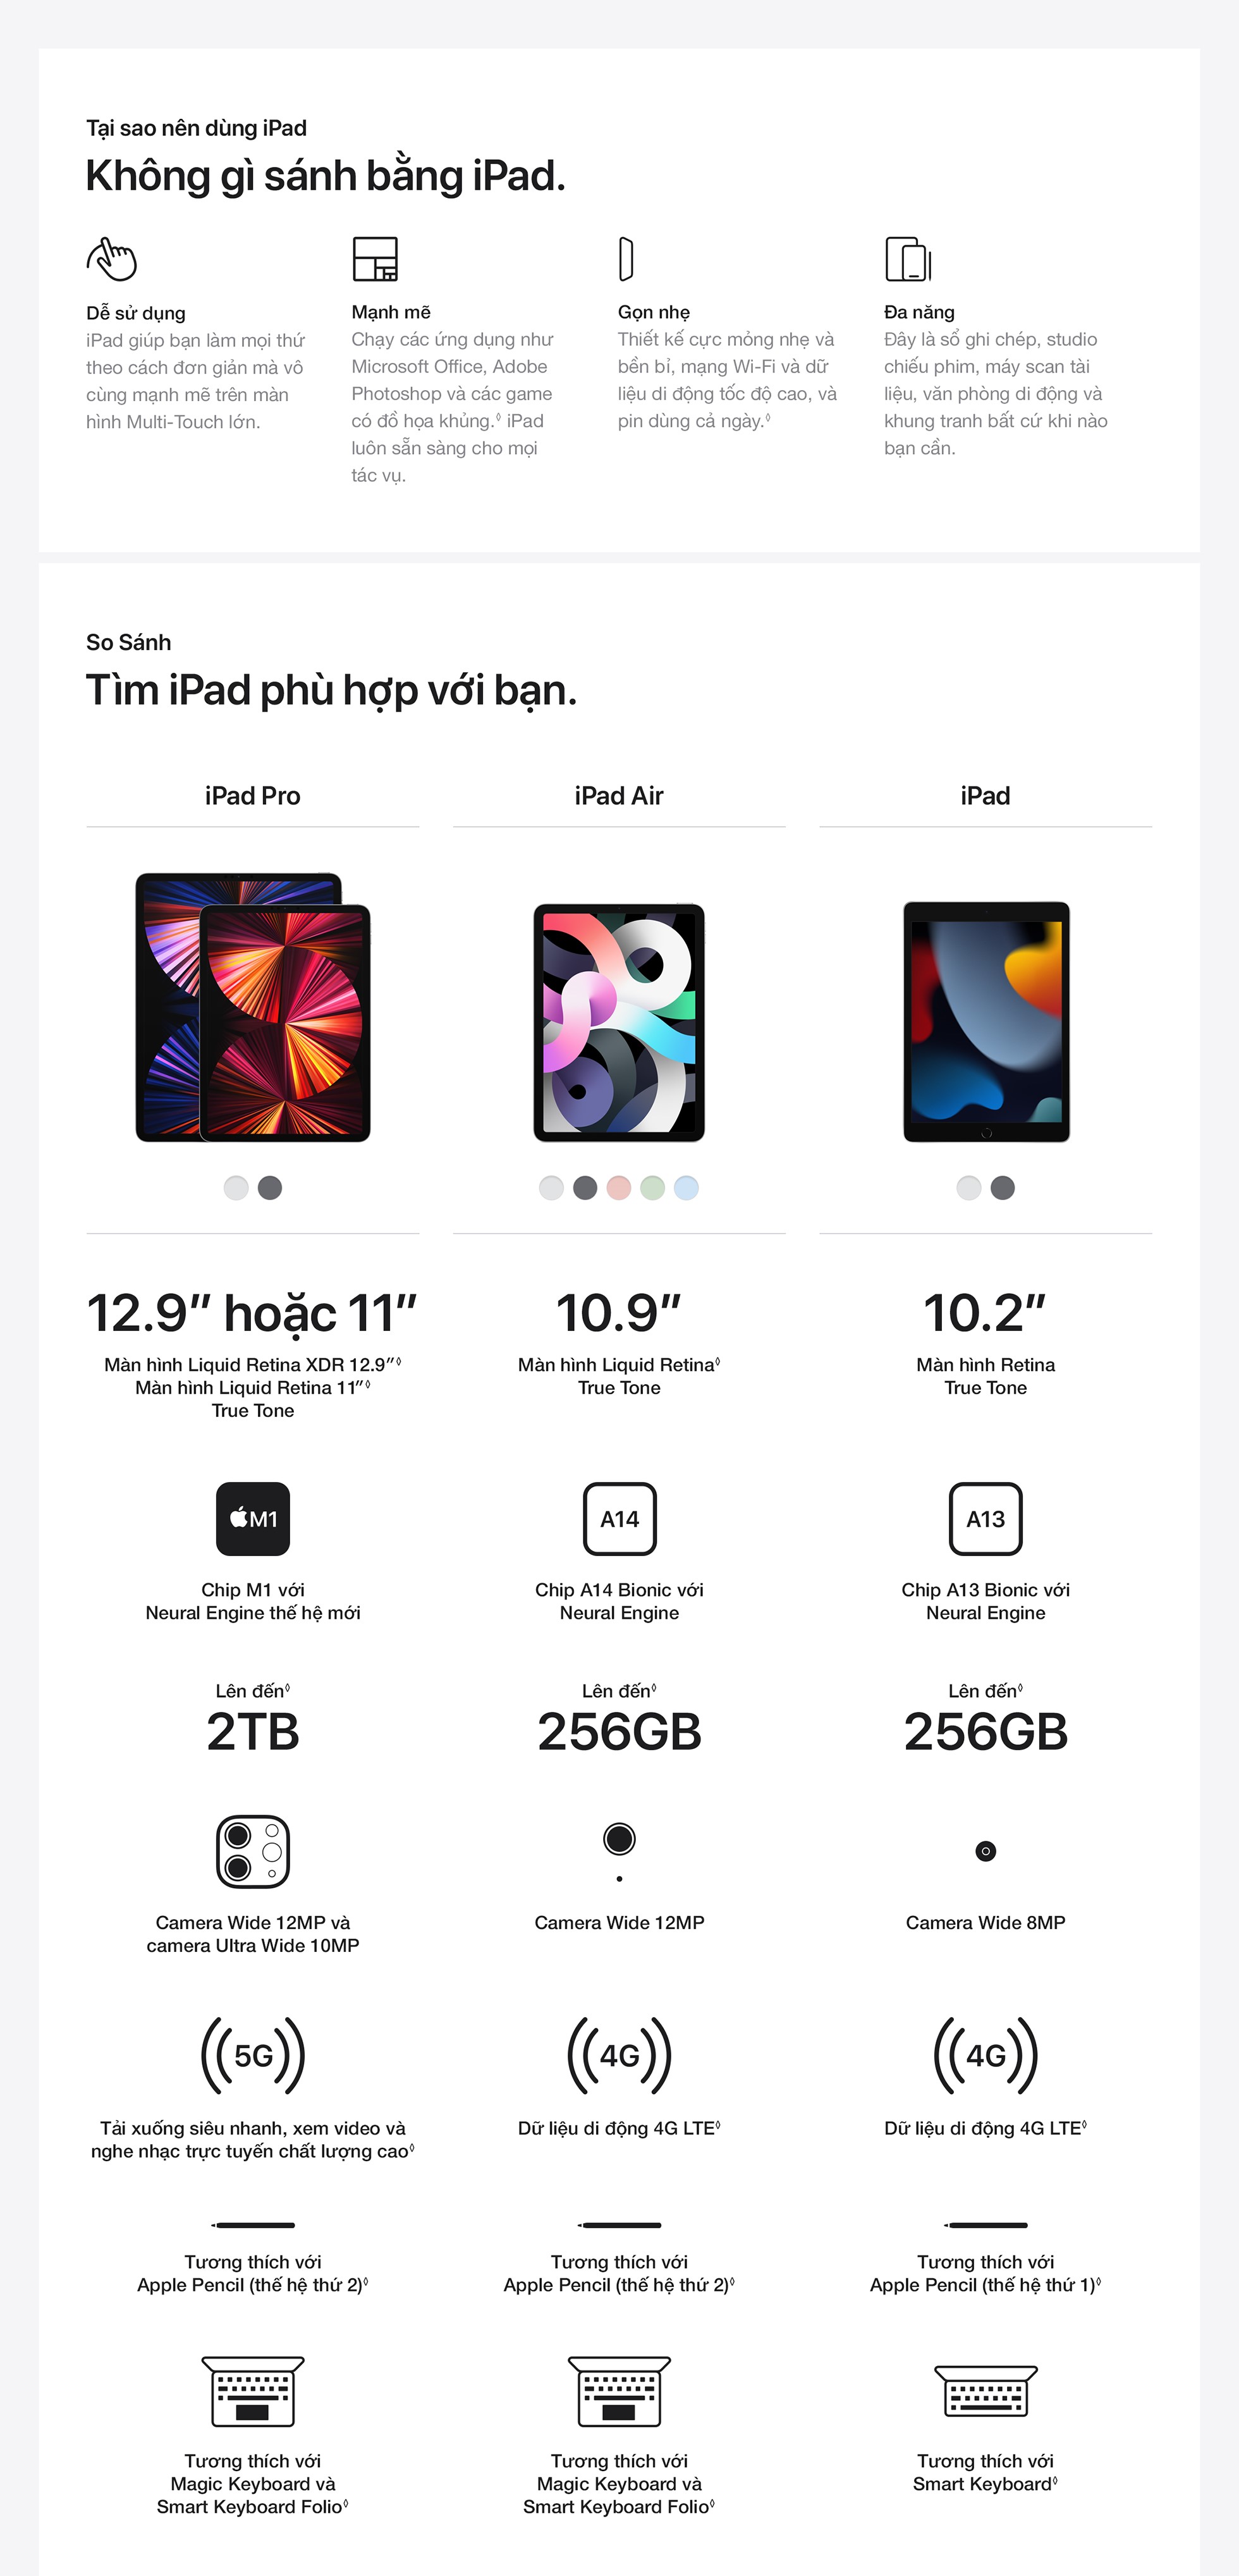 Tại sao nên dùng iPad
Không gì sánh bằng iPad.
Dễ sử dụng
iPad giúp bạn làm mọi thứ
theo cách đơn giản mà vô
cùng mạnh mẽ trên màn
hình Multi-Touch lớn.
Mạnh mẽ
Chạy các ứng dụng như
Microsoft Office, Adobe
Photoshop và các game
có đồ họa khủng.◊ iPad
luôn sẵn sàng cho mọi
tác vụ.
Gọn nhẹ
Thiết kế cực mỏng nhẹ và
bền bỉ, mạng Wi-Fi và dữ
liệu di động tốc độ cao, và
pin dùng cả ngày.◊
Đa năng
Đây là sổ ghi chép, studio
chiếu phim, máy scan tài
liệu, văn phòng di động và
khung tranh bất cứ khi nào
bạn cần.
So Sánh
Tìm iPad phù hợp với bạn.
iPad Pro
iPad Air
iPad
12.9″ hoặc 11″
10.9″
10.2″
Màn hình Liquid Retina XDR 12.9″◊
Màn hình Liquid Retina 11″◊
True Tone
Màn hình Liquid Retina◊
True Tone
Màn hình Retina
True Tone
M1
A14
A13
Chip M1 với
Neural Engine thế hệ mới
Chip A14 Bionic với
Neural Engine
Chip A13 Bionic với
Neural Engine
Lên đến◊
2TB
Lên đến◊
256GB
Lên đến◊
256GB
Camera Wide 12MP và
camera Ultra Wide 10MP
Camera Wide 12MP
Camera Wide 8MP
5G
4G
4G
Tải xuống siêu nhanh, xem video và
nghe nhạc trực tuyến chất lượng cao◊
Dữ liệu di động 4G LTE◊
Dữ liệu di động 4G LTE◊
Tương thích với
Apple Pencil (thế hệ thứ 2)◊
Tương thích với
Apple Pencil (thế hệ thứ 2)◊
Tương thích với
Apple Pencil (thế hệ thứ 1)◊
Tương thích với
Magic Keyboard và
Smart Keyboard Folio◊
Tương thích với
Magic Keyboard và
Smart Keyboard Folio◊
Tương thích với
Smart Keyboard◊